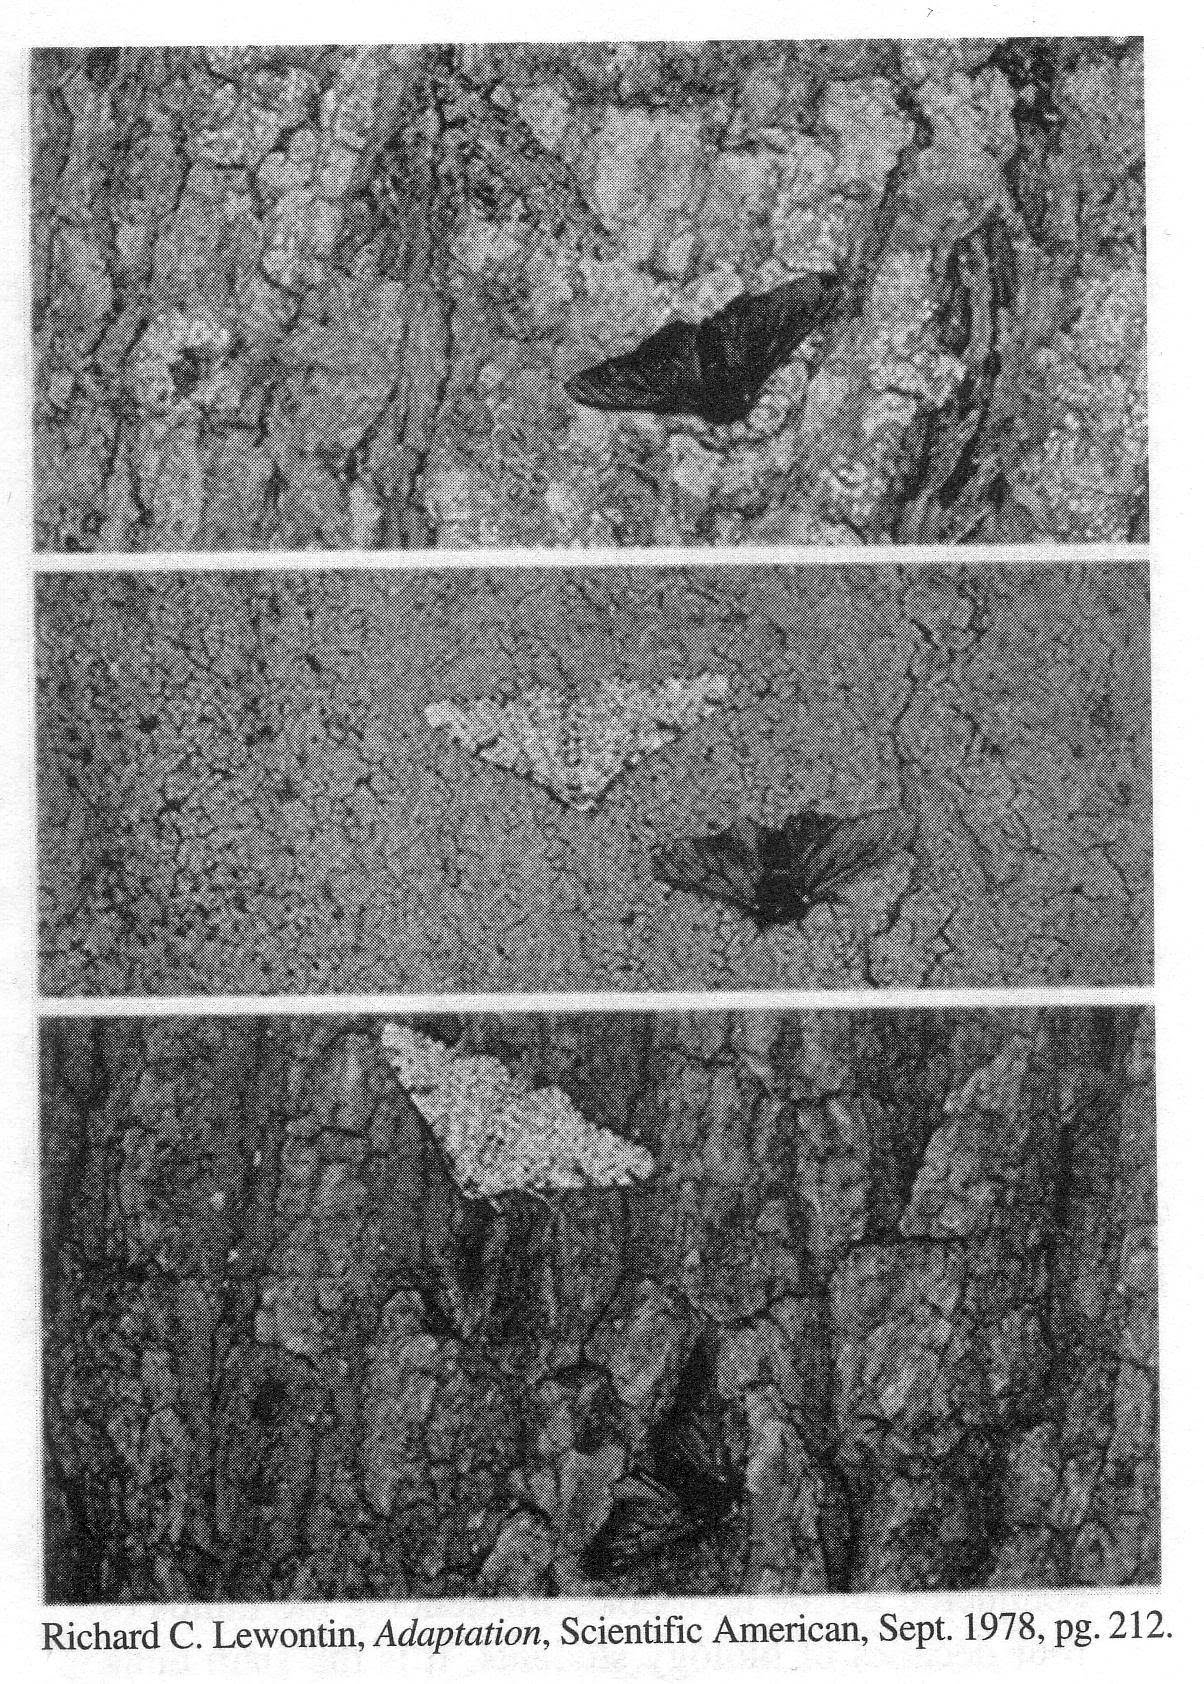 Richard C. Lewontin, Adaptation, Scientific American, Sept. 1978, pg. 212.